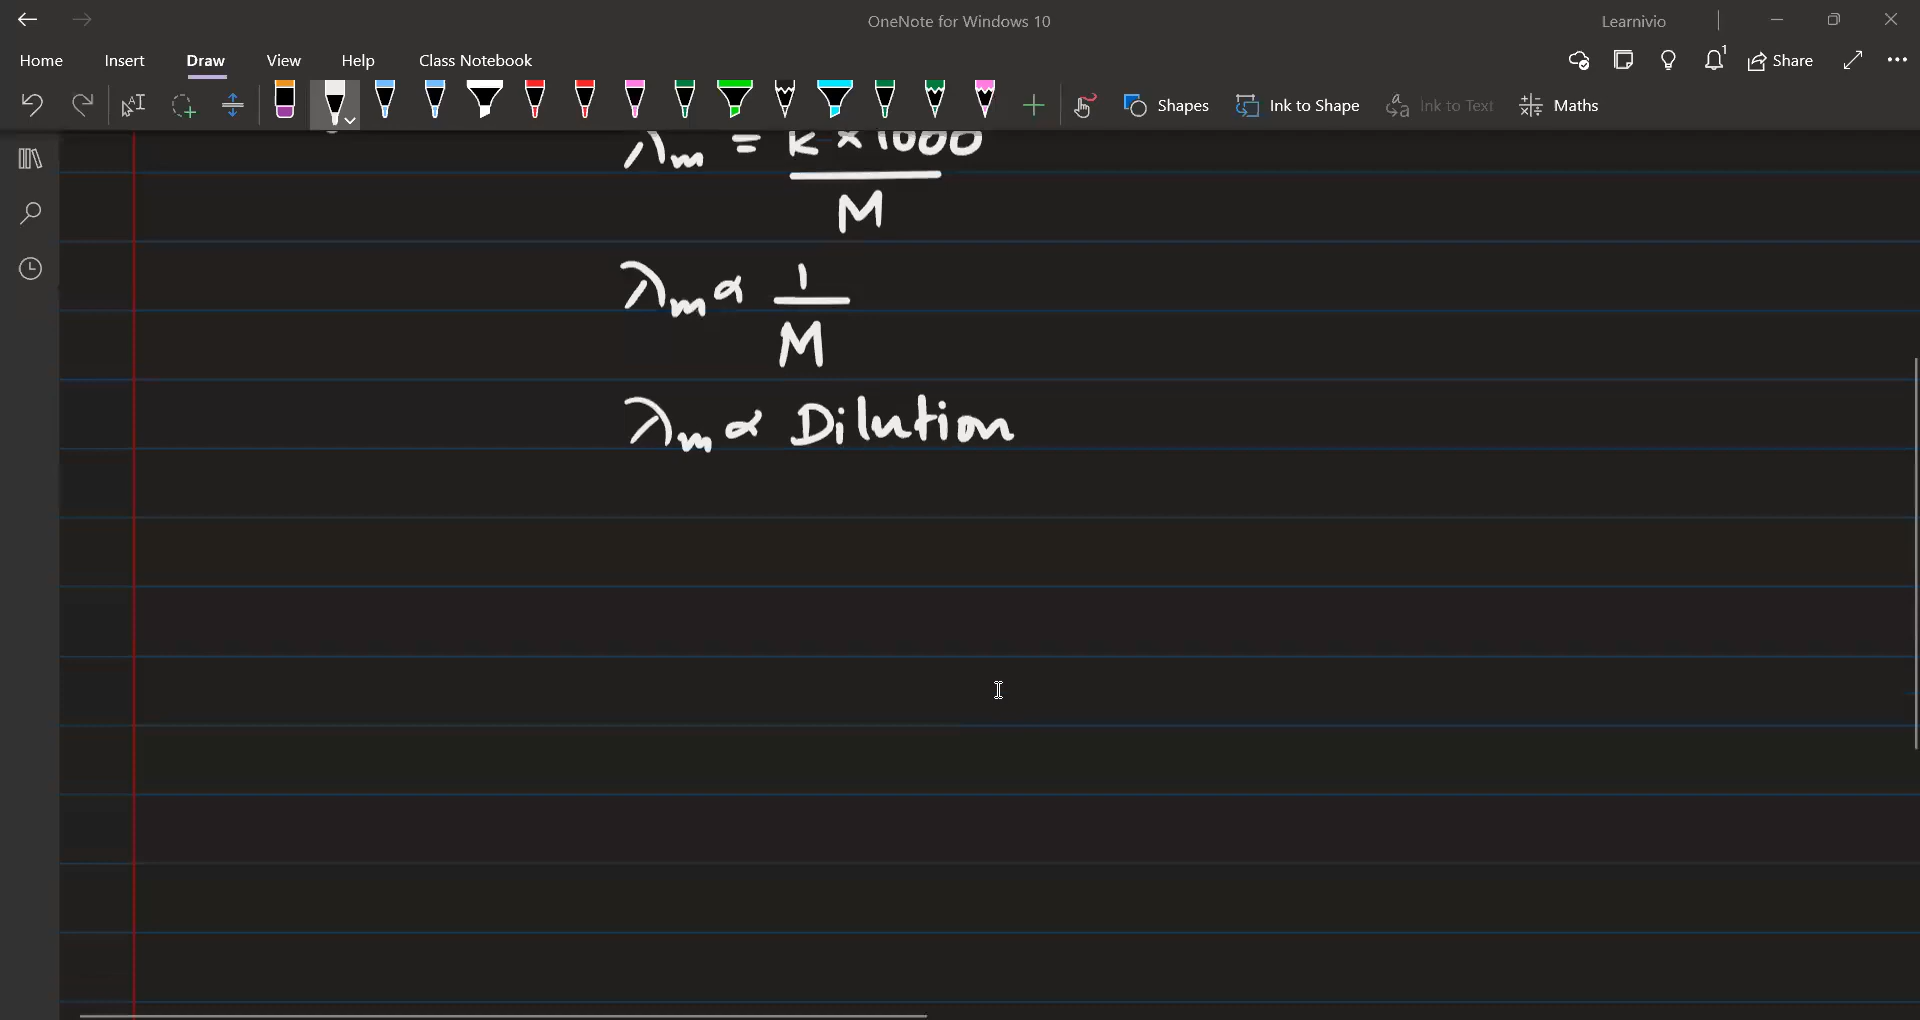 OneNote for Windows 10
Learnivio
Home Insert Draw View Help Class Notebook
1
Share
Shapes Ink to Shape Ink to Text Maths
λm = K × 1000
M
λm ∝ 1
M
λm ∝ Dilution